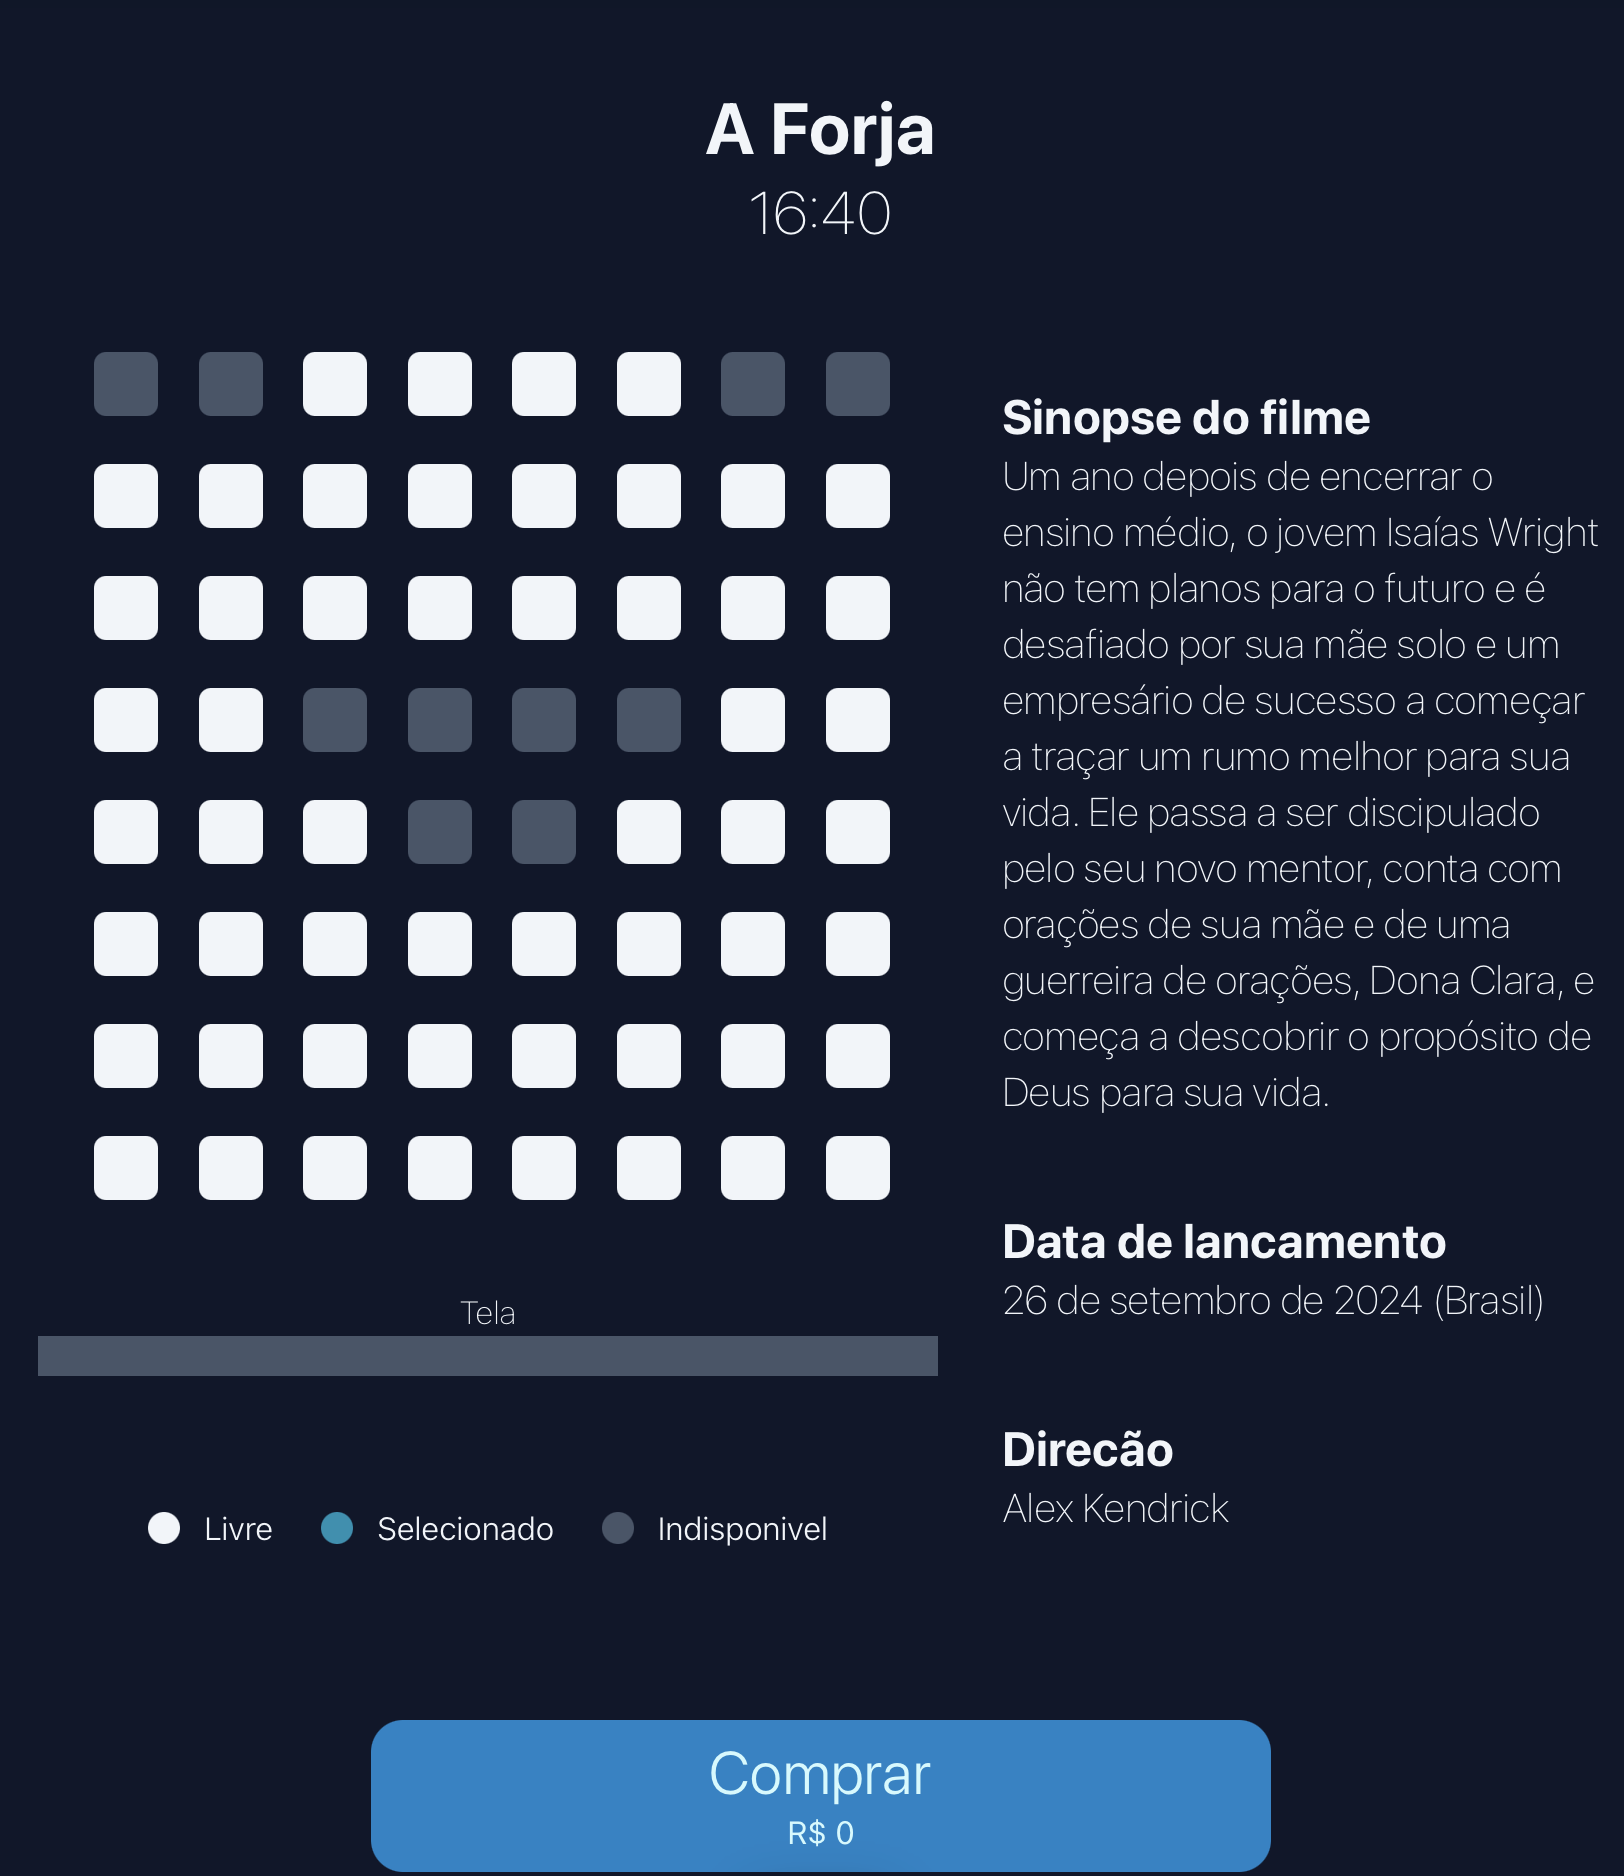 A Forja
16:40
Sinopse do filme
Um ano depois de encerrar o
ensino médio, o jovem Isaías Wright
não tem planos para o futuro e é
desafiado por sua mãe solo e um
empresário de sucesso a começar
a traçar um rumo melhor para sua
vida. Ele passa a ser discipulado
pelo seu novo mentor, conta com
orações de sua mãe e de uma
guerreira de orações, Dona Clara, e
começa a descobrir o propósito de
Deus para sua vida.
Data de lancamento
26 de setembro de 2024 (Brasil)
Direcão
Alex Kendrick
Tela
Livre Selecionado Indisponivel
Comprar
R$ 0